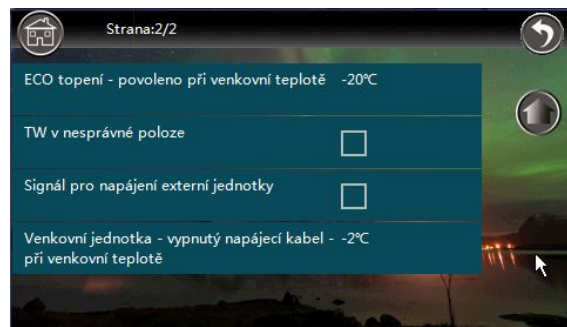 Strana:2/2
ECO topení - povoleno při venkovní teplotě -20℃
TW v nesprávné poloze
Signál pro napájení externí jednotky
Venkovní jednotka - vypnutý napájecí kabel - -2℃
při venkovní teplotě